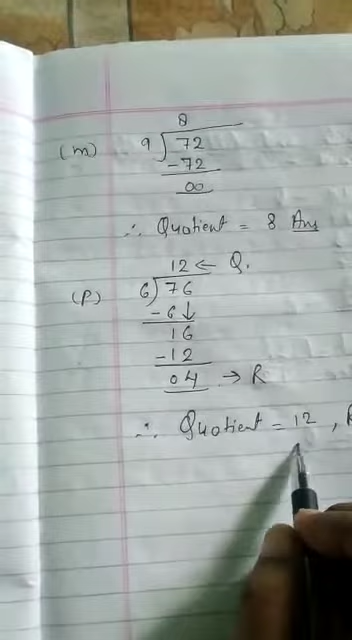 8
(m) 9) 72
-72
00
∴ Quotient = 8 Ans
12 ← Q.
(P) 6) 76
-6↓
16
-12
04 → R
∴ Quotient = 12 ,